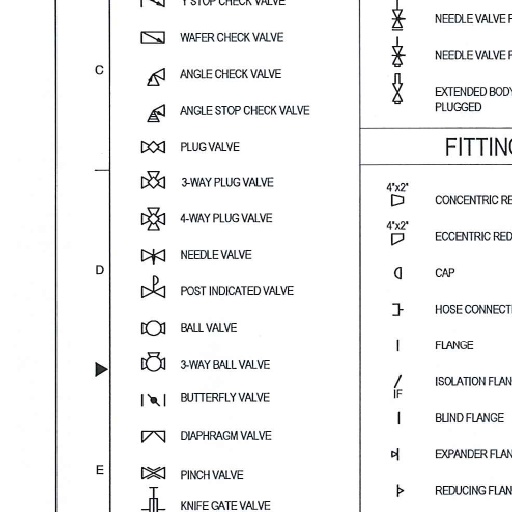 Y STOP CHECK VALVE
WAFER CHECK VALVE
C
ANGLE CHECK VALVE
ANGLE STOP CHECK VALVE
PLUG VALVE
3-WAY PLUG VALVE
4-WAY PLUG VALVE
NEEDLE VALVE
D
POST INDICATED VALVE
BALL VALVE
3-WAY BALL VALVE
BUTTERFLY VALVE
DIAPHRAGM VALVE
E
PINCH VALVE
KNIFE GATE VALVE
NEEDLE VALVE
NEEDLE VALVE
EXTENDED BODY
PLUGGED
FITTING
4"x2"
CONCENTRIC RE
4"x2"
ECCIENTRIC RED
CAP
HOSE CONNECTI
FLANGE
ISOLATION FLAN
IF
BLIND FLANGE
EXPANDER FLAN
REDUCING FLAN